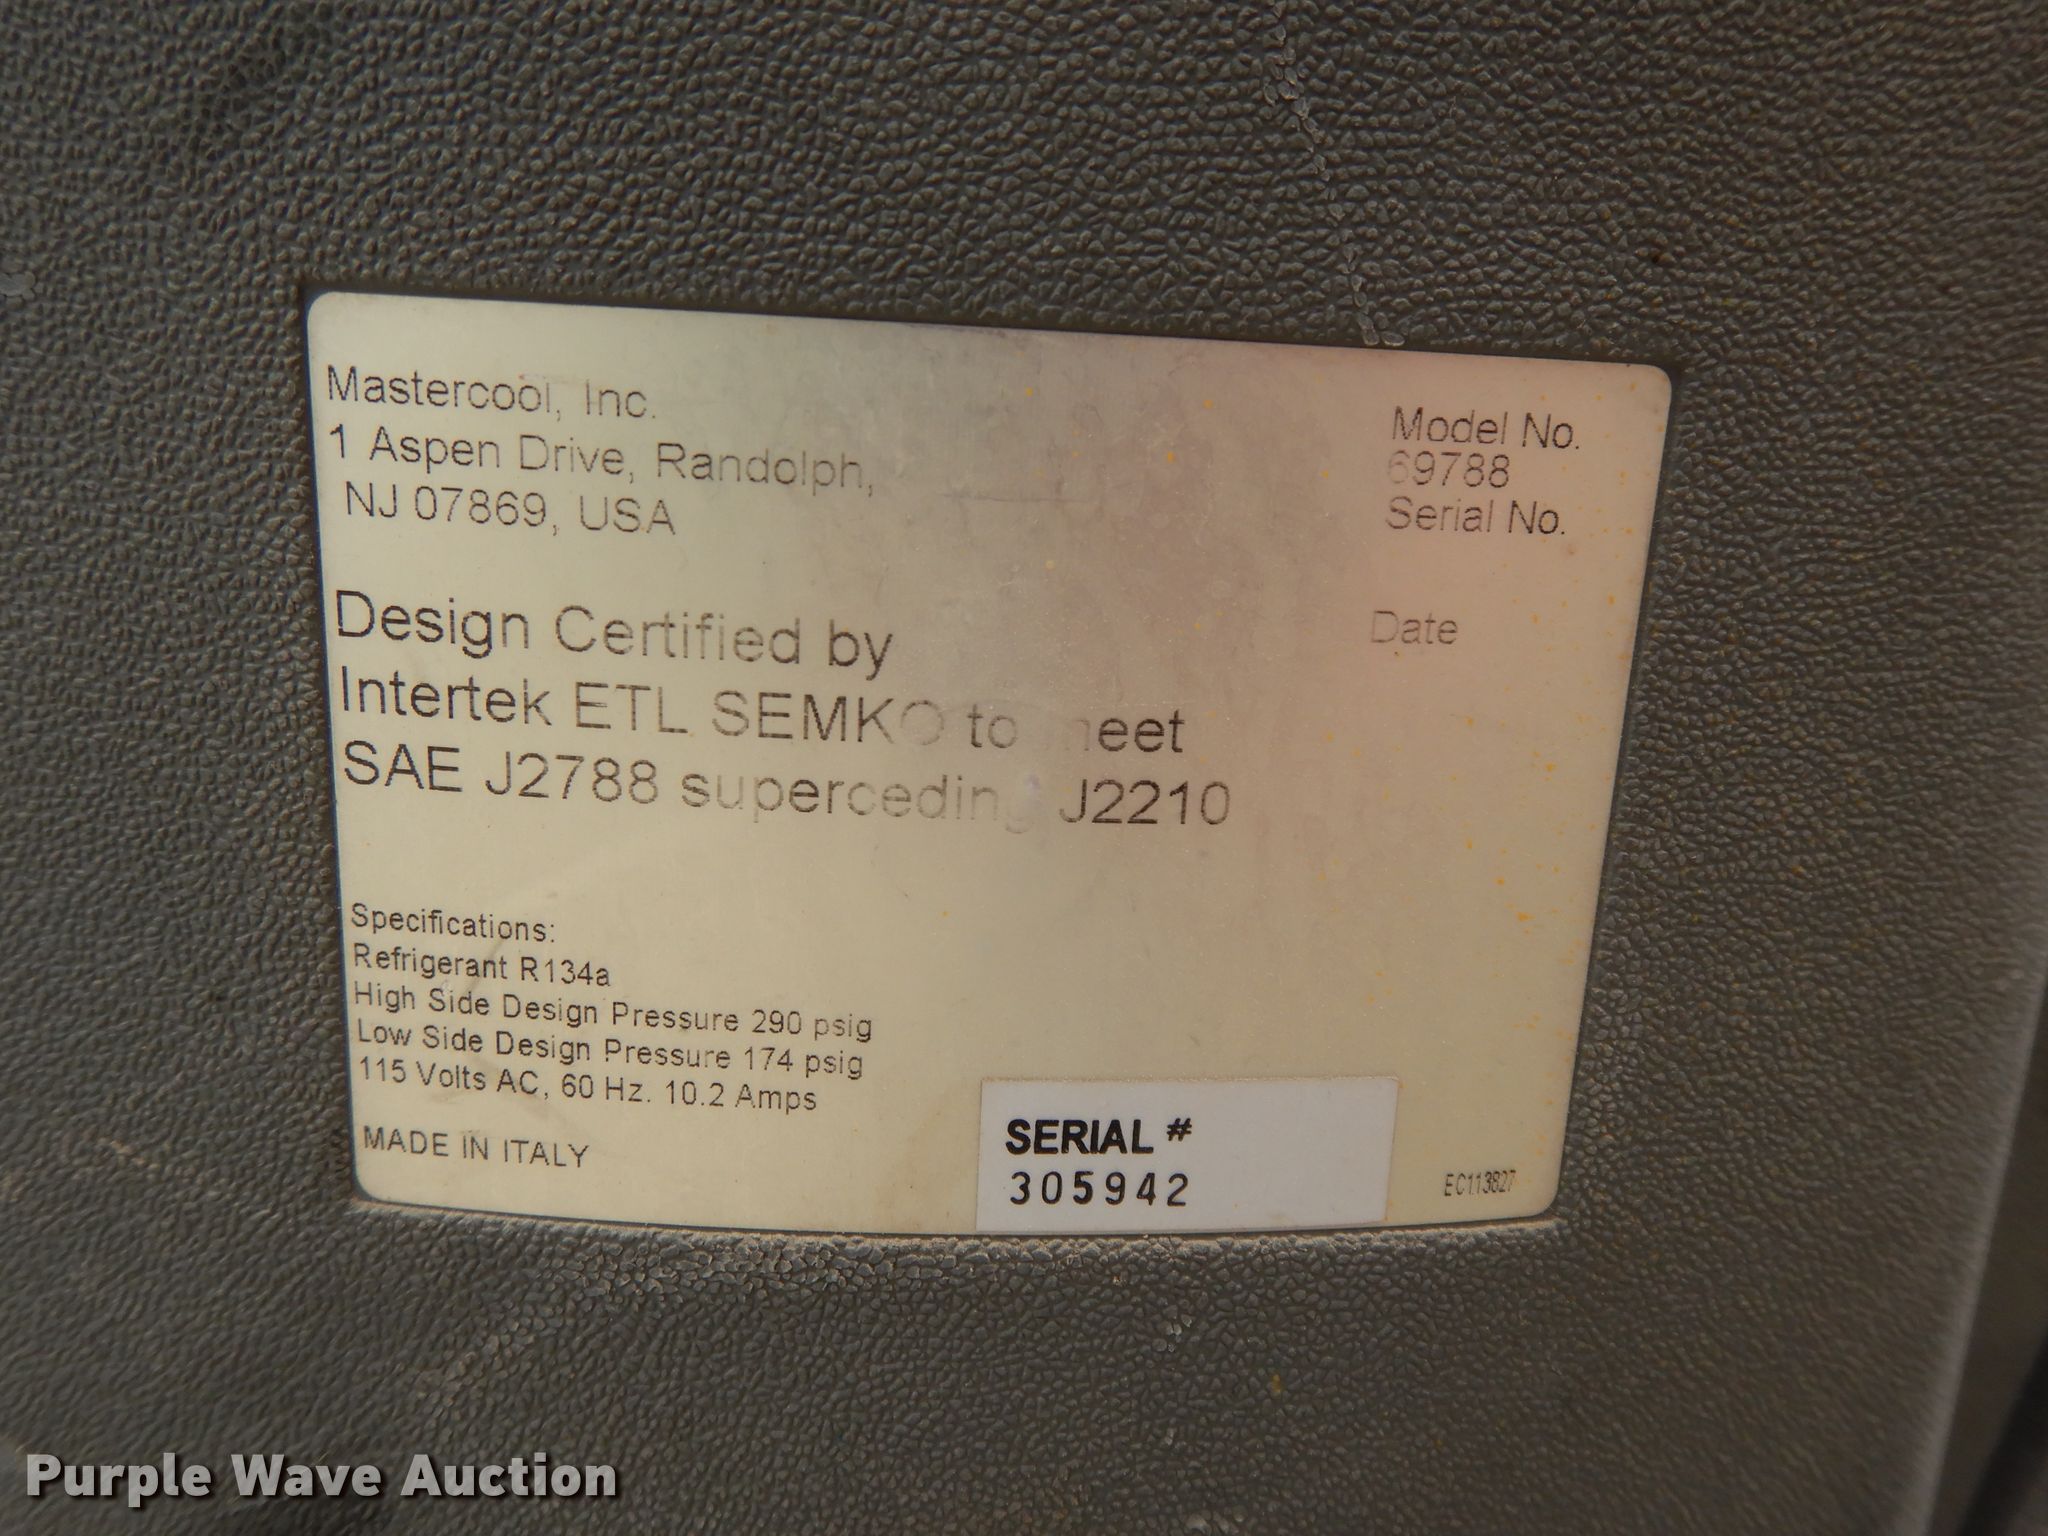 Mastercool, Inc.
1 Aspen Drive, Randolph,
NJ 07869, USA
Model No.
69788
Serial No.
Date
Design Certified by
Intertek ETL SEMKO to meet
SAE J2788 superceding J2210
Specifications:
Refrigerant R134a
High Side Design Pressure 290 psig
Low Side Design Pressure 174 psig
115 Volts AC, 60 Hz. 10.2 Amps
MADE IN ITALY
SERIAL #
305942
EC113827
Purple Wave Auction